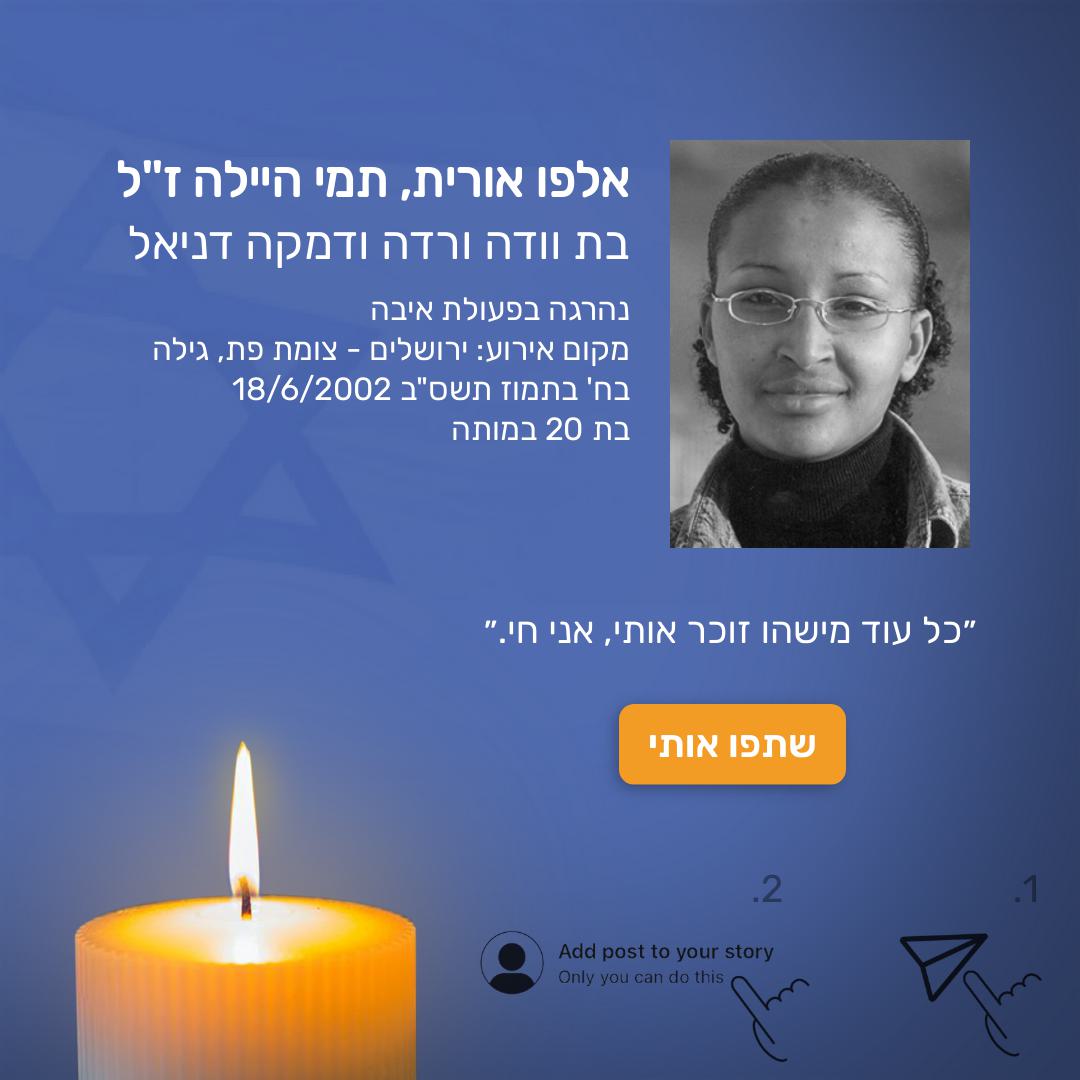 אלפו אורית, תמי היילה ז"ל
בת וודה ורדה ודמקה דניאל
נהרגה בפעולת איבה
מקום אירוע: ירושלים - צומת פת, גילה
בח' בתמוז תשס"ב 18/6/2002
בת 20 במותה
״כל עוד מישהו זוכר אותי, אני חי.״
שתפו אותי
1.
2.
Add post to your story
Only you can do this